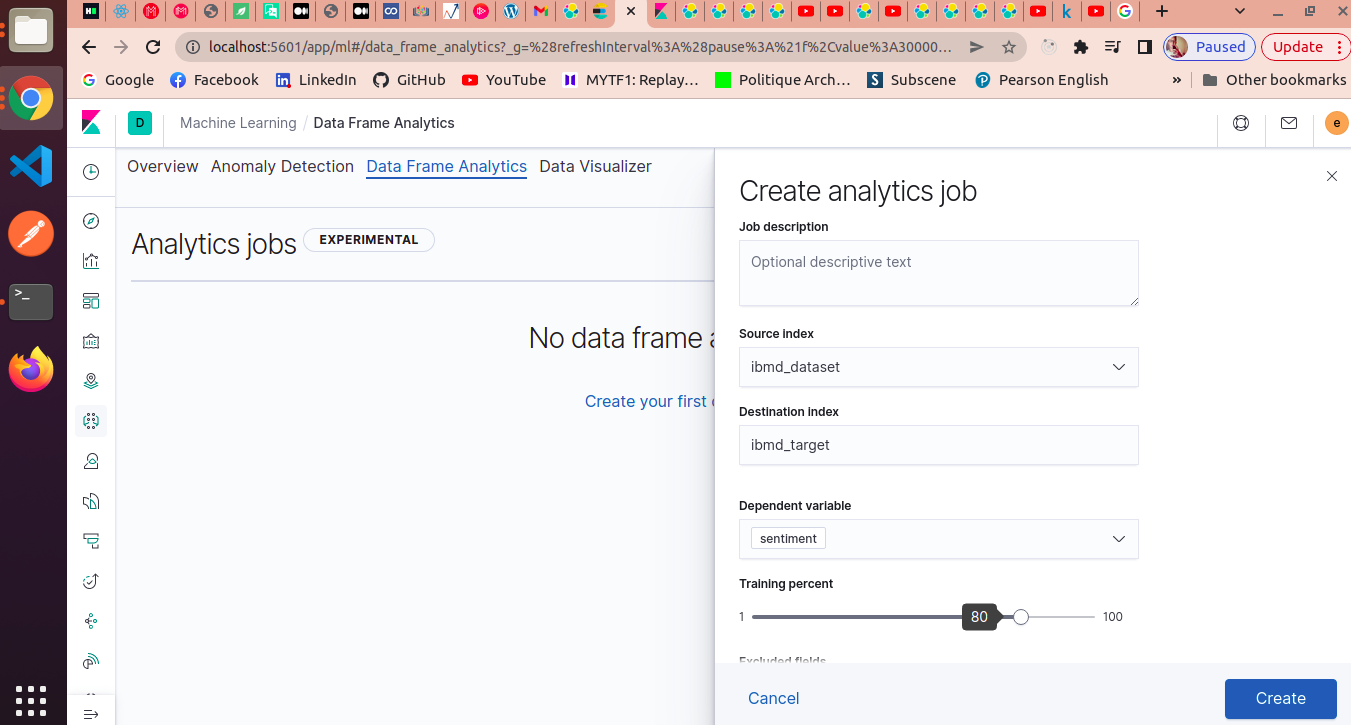 localhost:5601/app/ml#/data_frame_analytics?_g=%28refreshInterval%3A%28pause%3A%21f%2Cvalue%3A30000…
Paused
Update
Google
Facebook
LinkedIn
GitHub
YouTube
MYTF1: Replay…
Politique Arch…
Subscene
Pearson English
»
Other bookmarks
D
Machine Learning / Data Frame Analytics
e
Overview
Anomaly Detection
Data Frame Analytics
Data Visualizer
Analytics jobs
EXPERIMENTAL
No data frame a
Create your first
Create analytics job
Job description
Optional descriptive text
Source index
ibmd_dataset
Destination index
ibmd_target
Dependent variable
sentiment
Training percent
1
80
100
Excluded fields
Cancel
Create